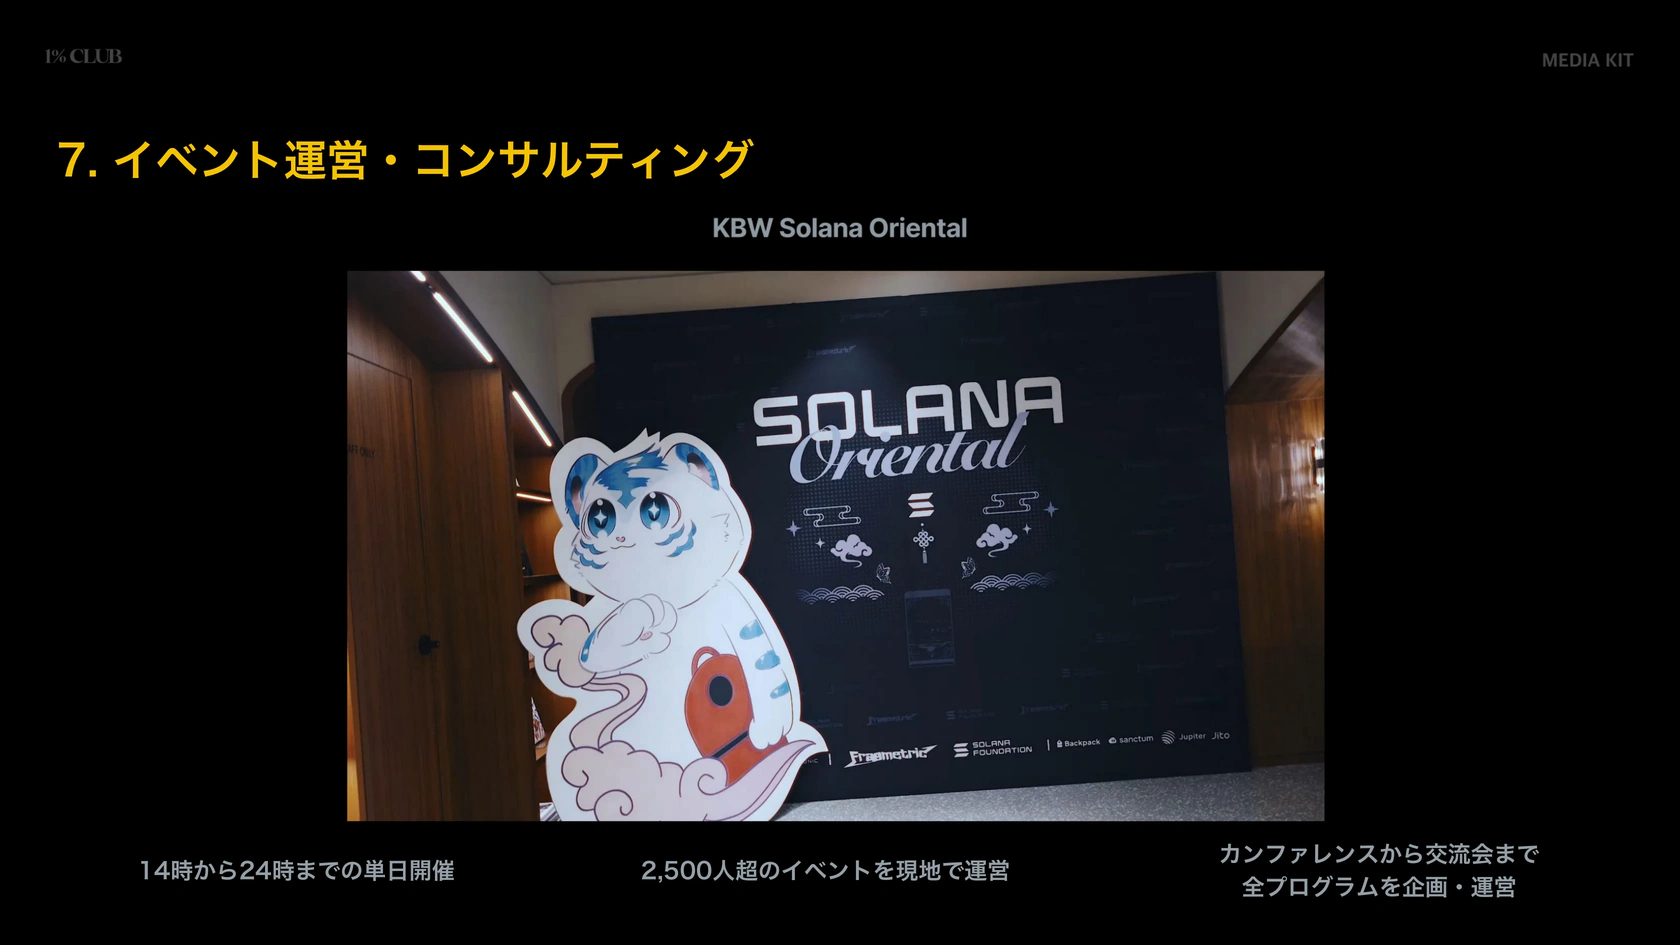 1% CLUB
MEDIA KIT
7. イベント運営・コンサルティング
KBW Solana Oriental
SOLANA
Oriental
Fragmetric
SOLANA FOUNDATION
Backpack
sanctum
Jupiter
Jito
14時から24時までの単日開催
2,500人超のイベントを現地で運営
カンファレンスから交流会まで
全プログラムを企画・運営